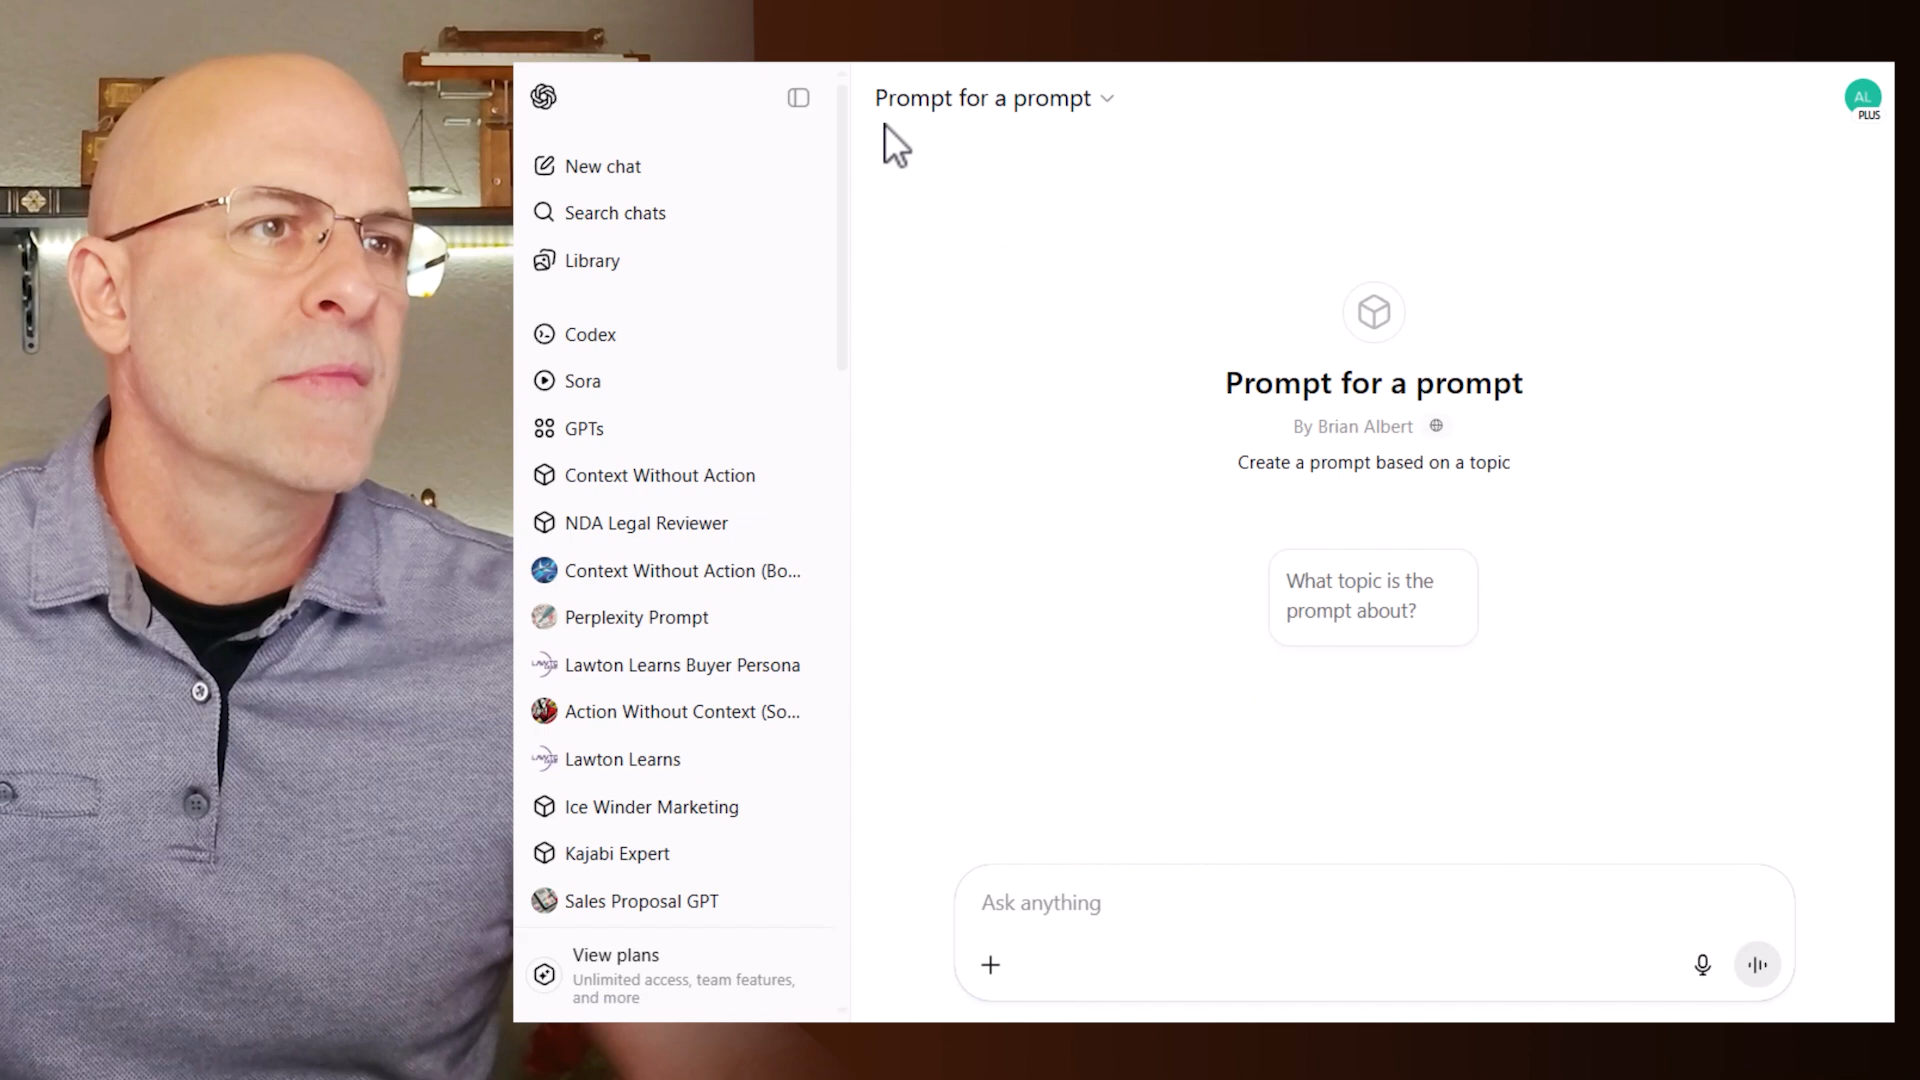 Prompt for a prompt
AL
PLUS
New chat
Search chats
Library
Codex
Sora
GPTs
Context Without Action
NDA Legal Reviewer
Context Without Action (Bo...
Perplexity Prompt
Lawton Learns Buyer Persona
Action Without Context (So...
Lawton Learns
Ice Winder Marketing
Kajabi Expert
Sales Proposal GPT
View plans
Unlimited access, team features,
and more
Prompt for a prompt
By Brian Albert
Create a prompt based on a topic
What topic is the
prompt about?
Ask anything